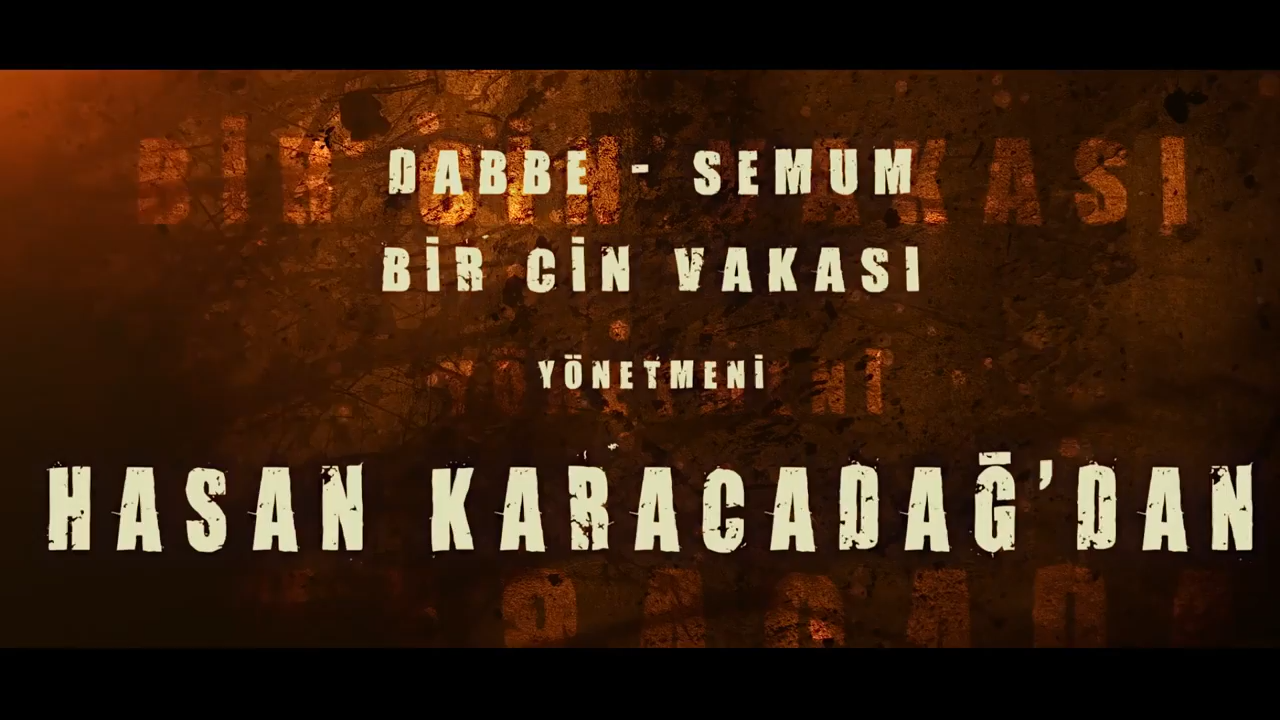 DABBE - SEMUM
BİR CİN VAKASI
YÖNETMENİ
HASAN KARACADAĞ'DAN